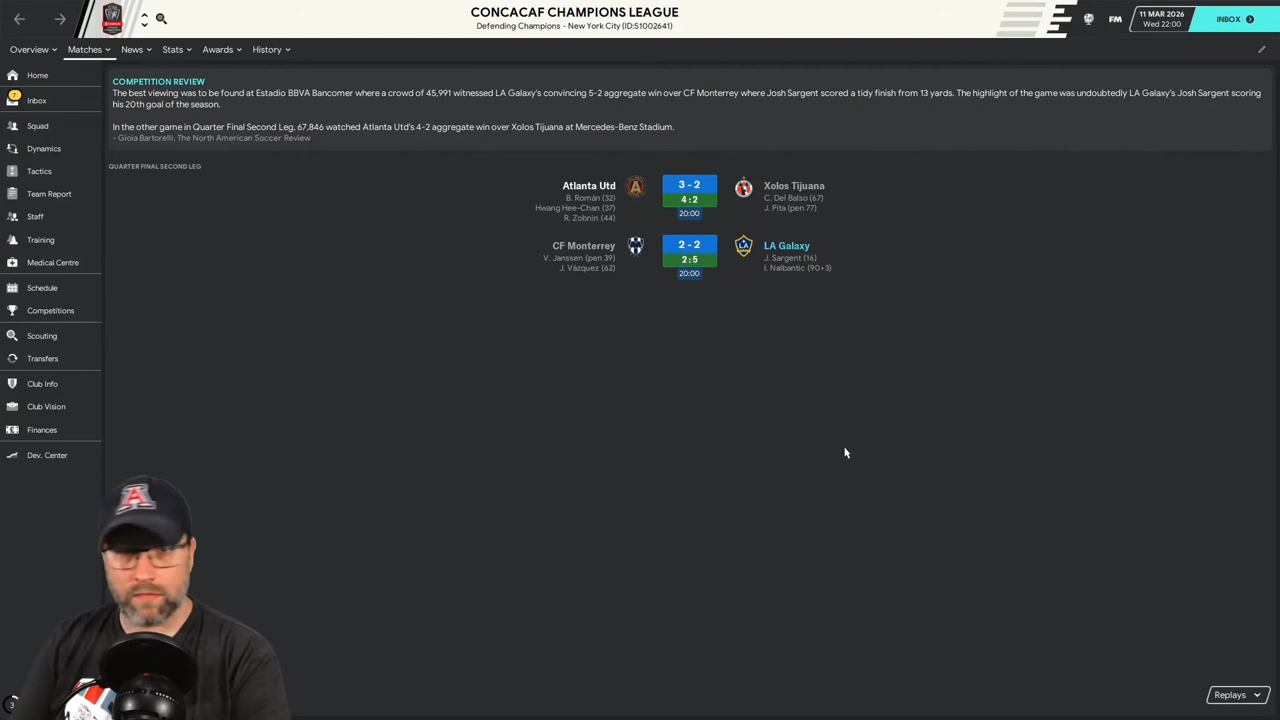 CONCACAF CHAMPIONS LEAGUE
Defending Champions - New York City (ID:51002641)
FM
11 MAR 2026
Wed 22:00
INBOX
Overview
Matches
News
Stats
Awards
History
Home
7
Inbox
Squad
Dynamics
Tactics
Team Report
Staff
Training
Medical Centre
Schedule
Competitions
Scouting
Transfers
Club Info
Club Vision
Finances
Dev. Center
3
COMPETITION REVIEW
The best viewing was to be found at Estadio BBVA Bancomer where a crowd of 45,991 witnessed LA Galaxy's convincing 5-2 aggregate win over CF Monterrey where Josh Sargent scored a tidy finish from 13 yards. The highlight of the game was undoubtedly LA Galaxy's Josh Sargent scoring
his 20th goal of the season.
In the other game in Quarter Final Second Leg, 67,846 watched Atlanta Utd's 4-2 aggregate win over Xolos Tijuana at Mercedes-Benz Stadium.
- Gioia Bartorelli, The North American Soccer Review
QUARTER FINAL SECOND LEG
Atlanta Utd A 3 - 2 Xolos Tijuana
B. Román (32) 4:2 C. Del Balso (67)
Hwang Hee-Chan (37) 20:00 J. Pita (pen 77)
R. Zobnin (44)
CF Monterrey 2 - 2 LA Galaxy
V. Janssen (pen 39) 2:5 J. Sargent (16)
J. Vázquez (62) 20:00 I. Nalbantic (90+3)
A
Replays